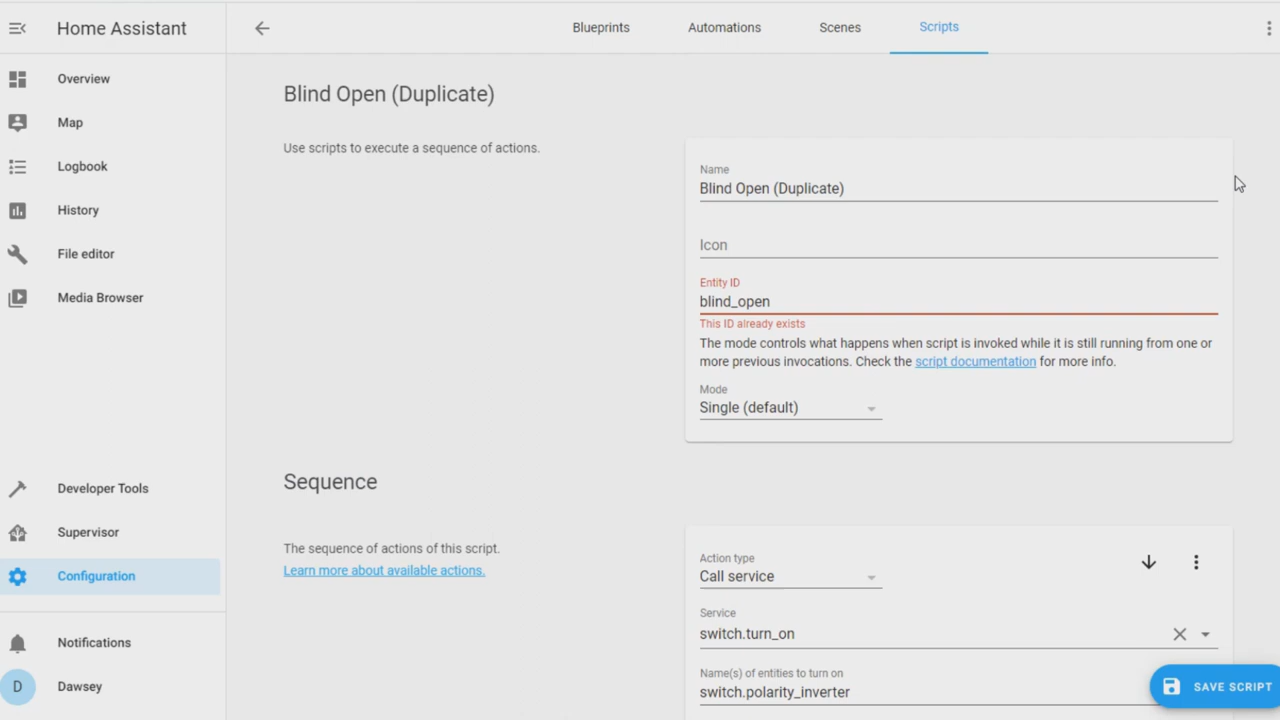 Home Assistant
Blueprints
Automations
Scenes
Scripts
Overview
Map
Logbook
History
File editor
Media Browser
Developer Tools
Supervisor
Configuration
Notifications
D
Dawsey
Blind Open (Duplicate)
Use scripts to execute a sequence of actions.
Name
Blind Open (Duplicate)
Icon
Entity ID
blind_open
This ID already exists
The mode controls what happens when script is invoked while it is still running from one or
more previous invocations. Check the script documentation for more info.
Mode
Single (default)
Sequence
The sequence of actions of this script.
Learn more about available actions.
Action type
Call service
Service
switch.turn_on
Name(s) of entities to turn on
switch.polarity_inverter
SAVE SCRIPT